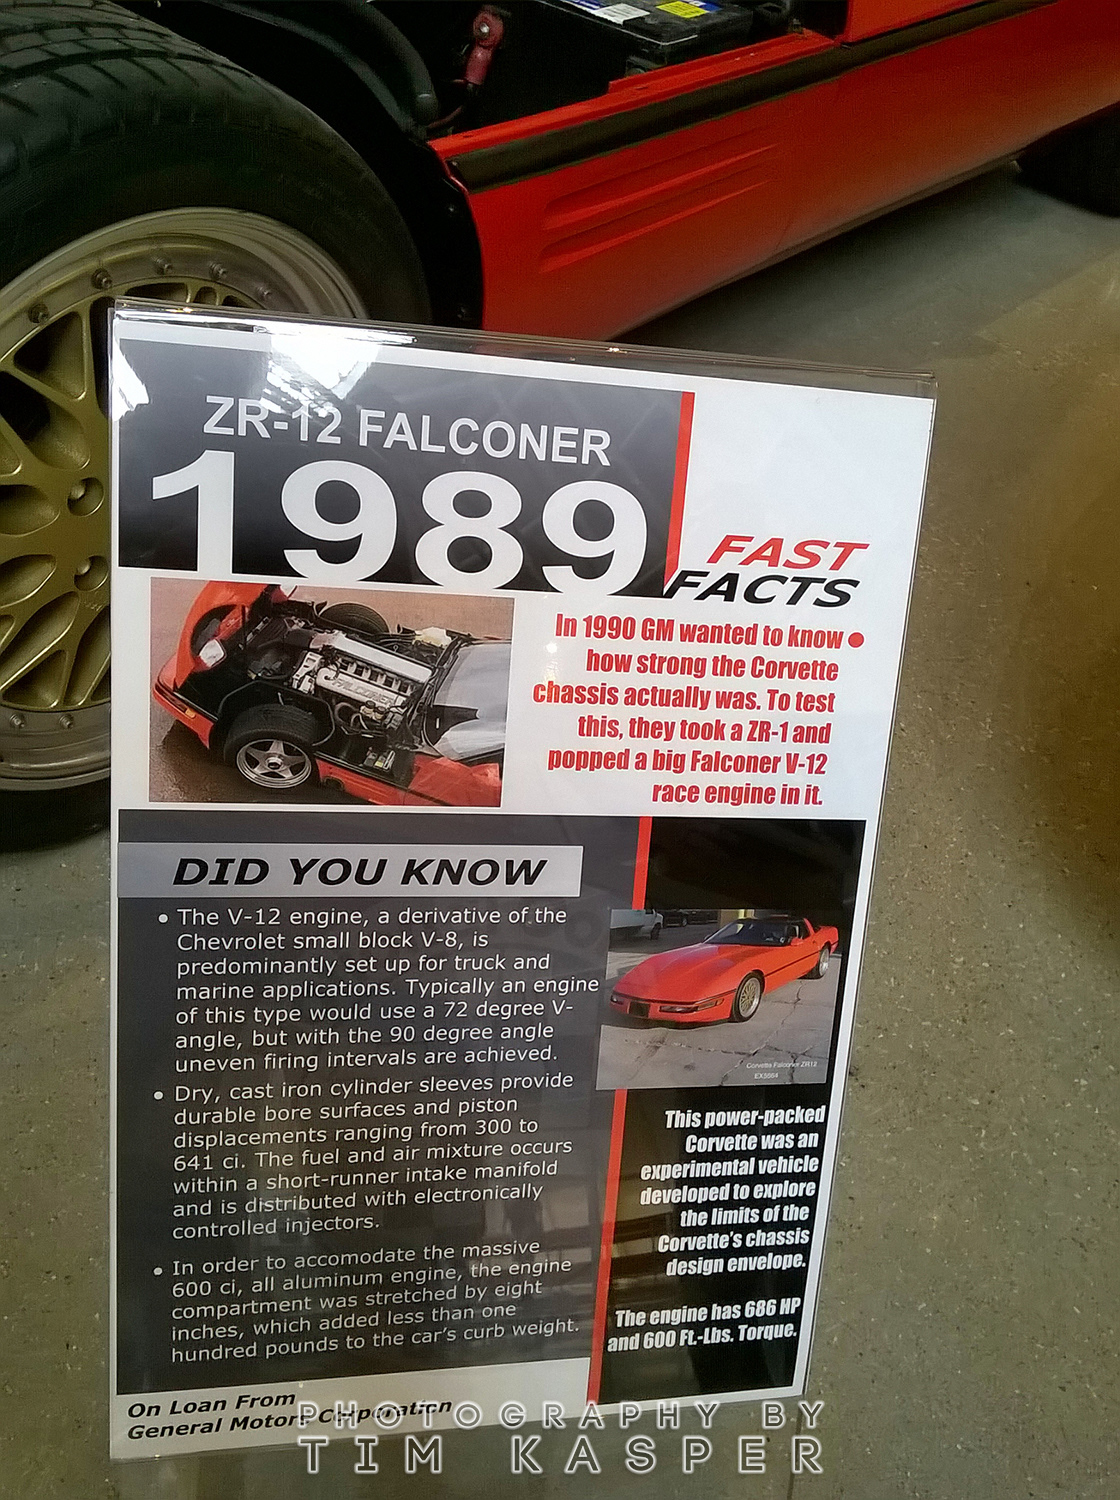 ZR-12 FALCONER
1989
FAST
FACTS
In 1990 GM wanted to know •
how strong the Corvette
chassis actually was. To test
this, they took a ZR-1 and
popped a big Falconer V-12
race engine in it.
DID YOU KNOW
• The V-12 engine, a derivative of the
Chevrolet small block V-8, is
predominantly set up for truck and
marine applications. Typically an engine
of this type would use a 72 degree V-
angle, but with the 90 degree angle
uneven firing intervals are achieved.
• Dry, cast iron cylinder sleeves provide
durable bore surfaces and piston
displacements ranging from 300 to
641 ci. The fuel and air mixture occurs
within a short-runner intake manifold
and is distributed with electronically
controlled injectors.
• In order to accomodate the massive
600 ci, all aluminum engine, the engine
compartment was stretched by eight
inches, which added less than one
hundred pounds to the car's curb weight.
Corvette Falconer ZR12
EX5664
This power-packed
Corvette was an
experimental vehicle
developed to explore
the limits of the
Corvette's chassis
design envelope.
The engine has 686 HP
and 600 Ft.-Lbs. Torque.
On Loan From
General Motors Corporation
PHOTOGRAPHY BY
TIM KASPER